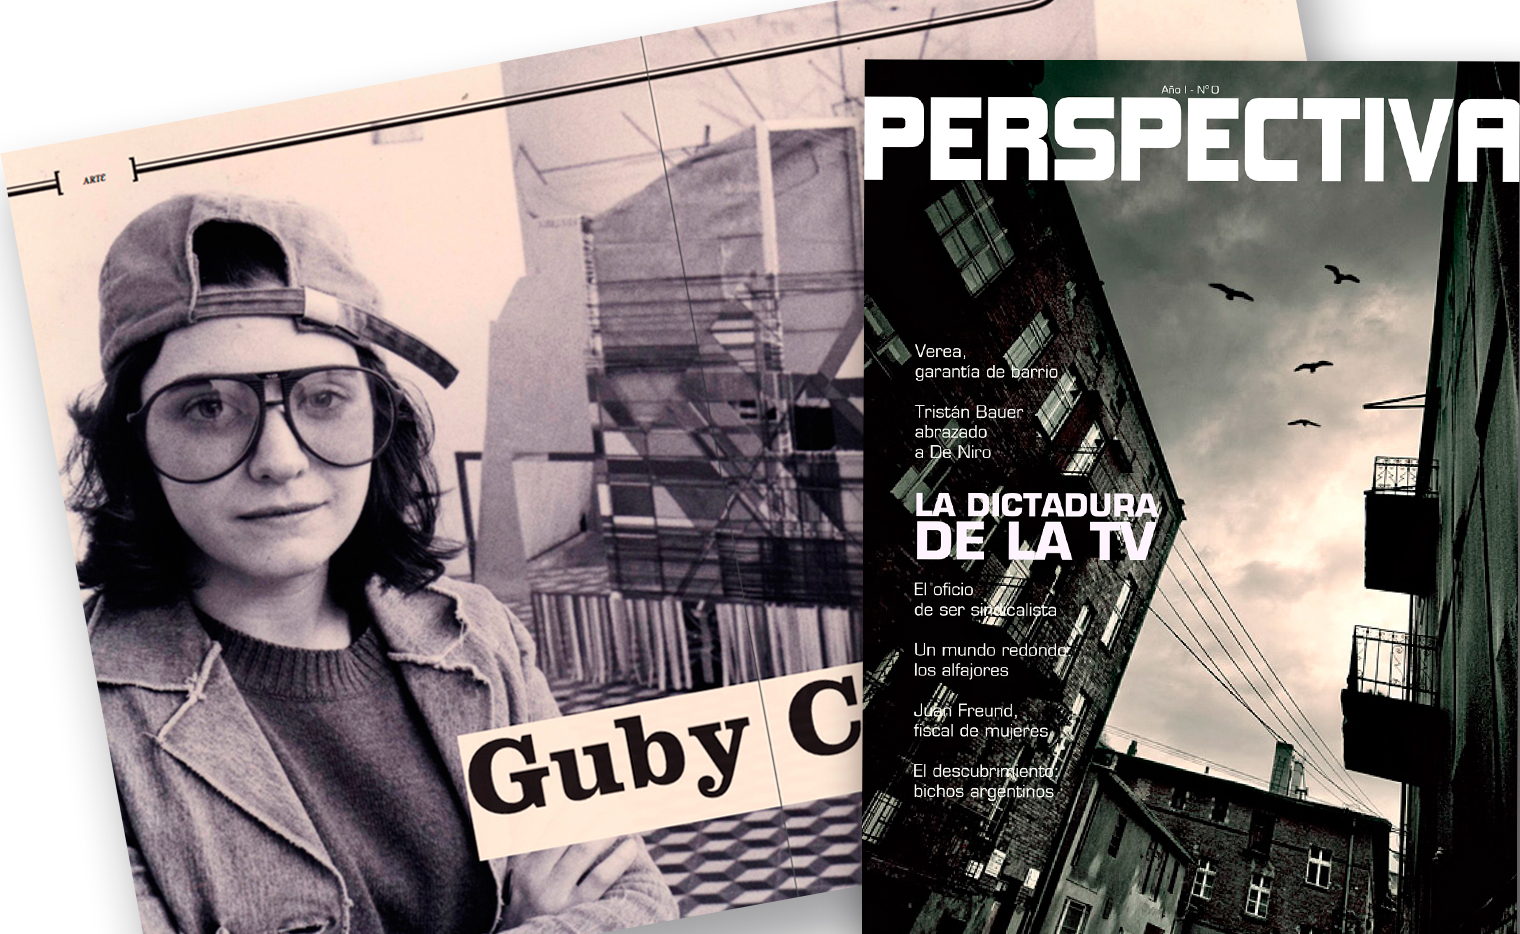 ARTE
Guby C
Año I - Nº 0
PERSPECTIVA
Verea,
garantía de barrio
Tristán Bauer
abrazado
a De Niro
LA DICTADURA
DE LA TV
El oficio
de ser sindicalista
Un mundo redondo:
los alfajores
Juan Freund,
fiscal de mujeres
El descubrimiento:
bichos argentinos